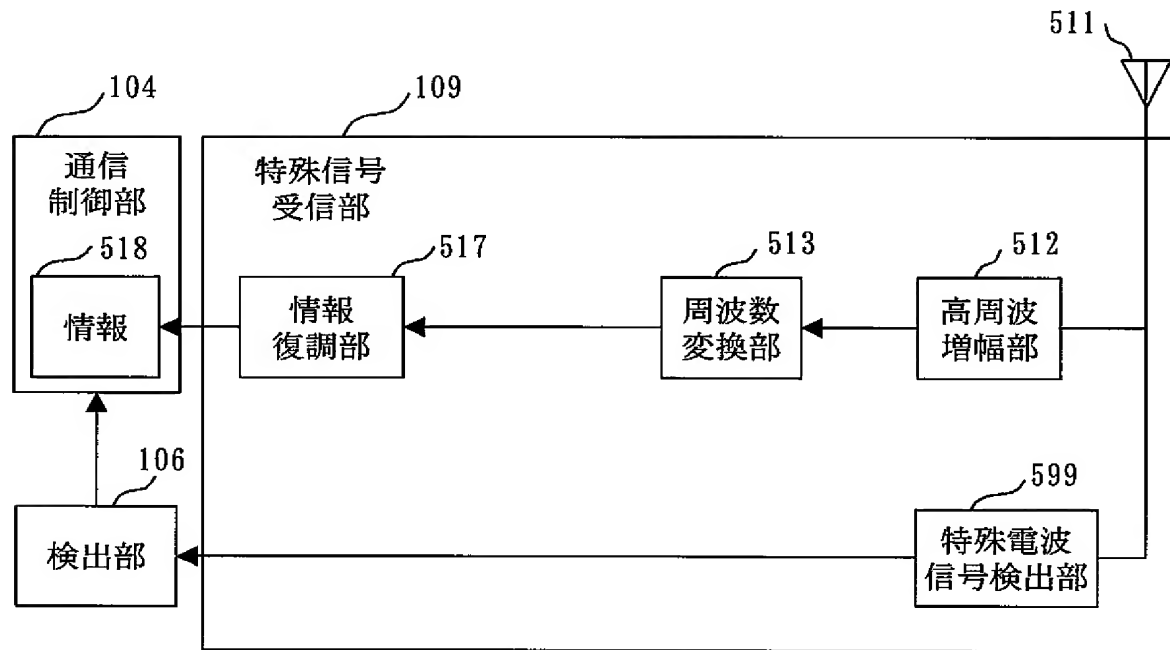 511
104
109
通信
制御部
特殊信号
受信部
518
517
513
512
情報
情報
復調部
周波数
変換部
高周波
増幅部
106
599
検出部
特殊電波
信号検出部